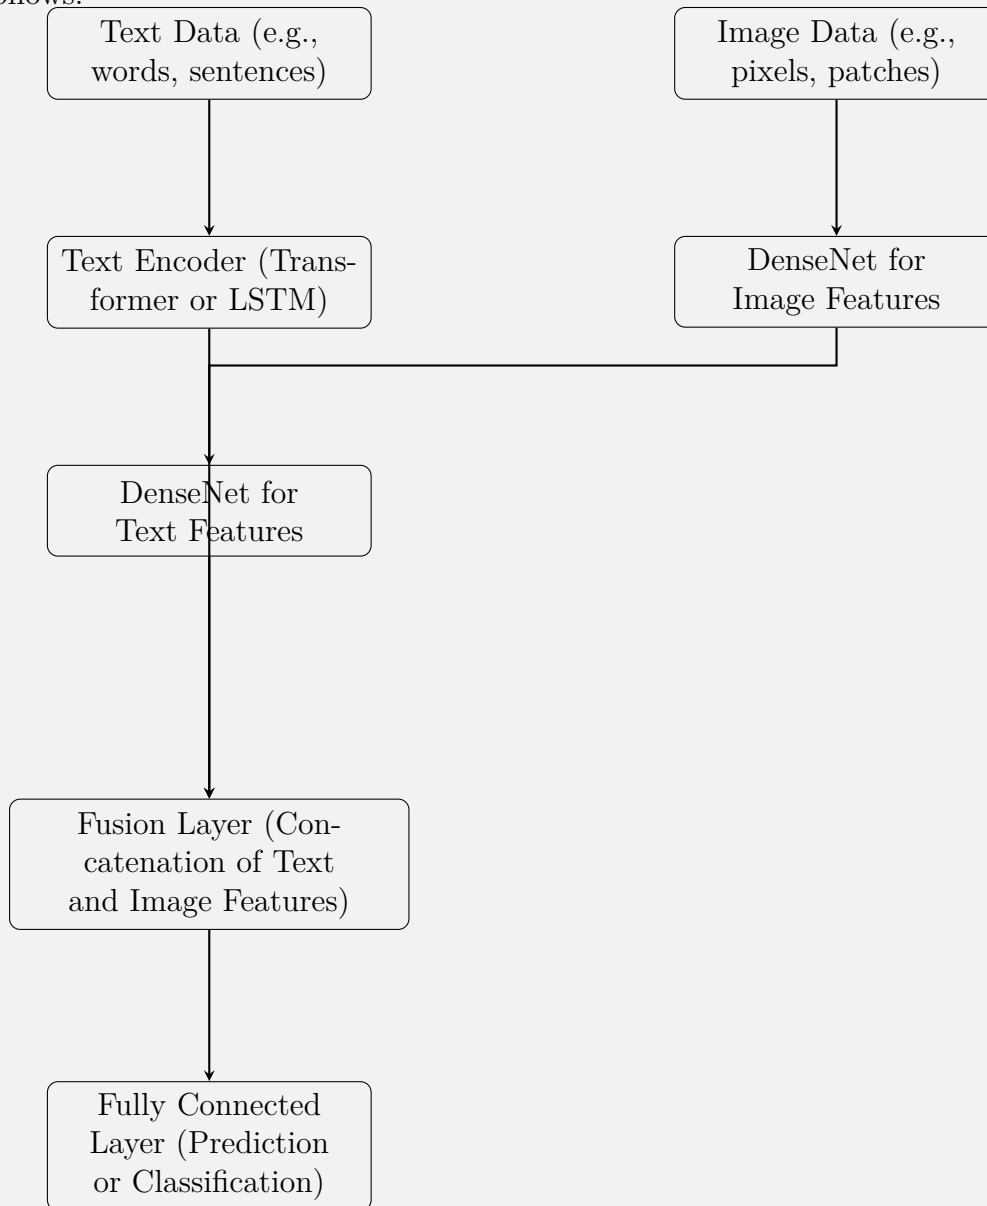 Text Data (e.g.,
words, sentences)
Image Data (e.g.,
pixels, patches)
Text Encoder (Trans-
former or LSTM)
DenseNet for
Image Features
DenseNet for
Text Features
Fusion Layer (Con-
catenation of Text
and Image Features)
Fully Connected
Layer (Prediction
or Classification)